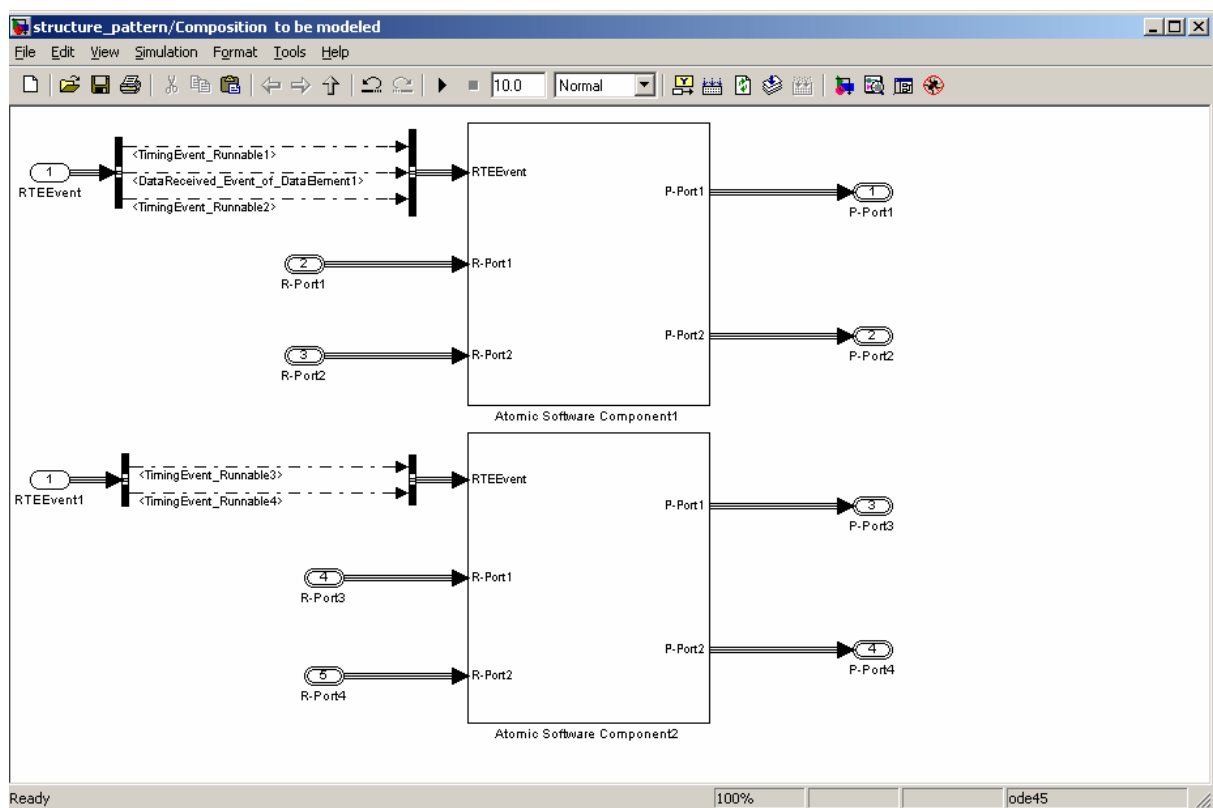 structure_pattern/Composition to be modeled
File Edit View Simulation Format Tools Help
10.0 Normal
<TimingEvent_Runnable1>
1
RTEEvent
<DataReceived_Event_of_DataElement1>
<TimingEvent_Runnable2>
RTEEvent
P-Port1
1
P-Port1
2
R-Port1
R-Port1
3
R-Port2
R-Port2
P-Port2
2
P-Port2
Atomic Software Component1
<TimingEvent_Runnable3>
1
RTEEvent1
<TimingEvent_Runnable4>
RTEEvent
P-Port1
3
P-Port3
4
R-Port3
R-Port1
5
R-Port4
R-Port2
P-Port2
4
P-Port4
Atomic Software Component2
Ready 100% ode45